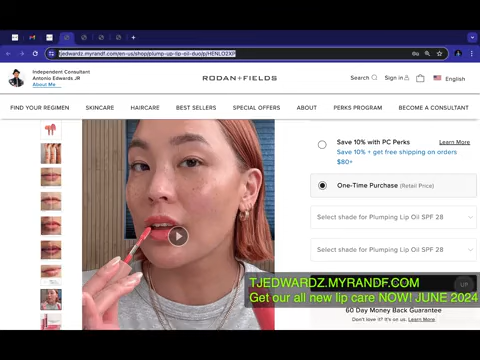 tjedwardz.myrandf.com/en-us/shop/plump-up-lip-oil-duo/p/HENLO2XP
Independent Consultant
Antonio Edwards JR
About Me
RODAN+FIELDS
Search
Sign in
English
FIND YOUR REGIMEN
SKINCARE
HAIRCARE
BEST SELLERS
SPECIAL OFFERS
ABOUT
PERKS PROGRAM
BECOME A CONSULTANT
Save 10% with PC Perks
Learn More
Save 10% + get free shipping on orders
$80+
One-Time Purchase (Retail Price)
Select shade for Plumping Lip Oil SPF 28
Select shade for Plumping Lip Oil SPF 28
UP
TJEDWARDZ.MYRANDF.COM
Get our all new lip care NOW! JUNE 2024
60 Day Money Back Guarantee
Don't love it? It's on us. Learn More